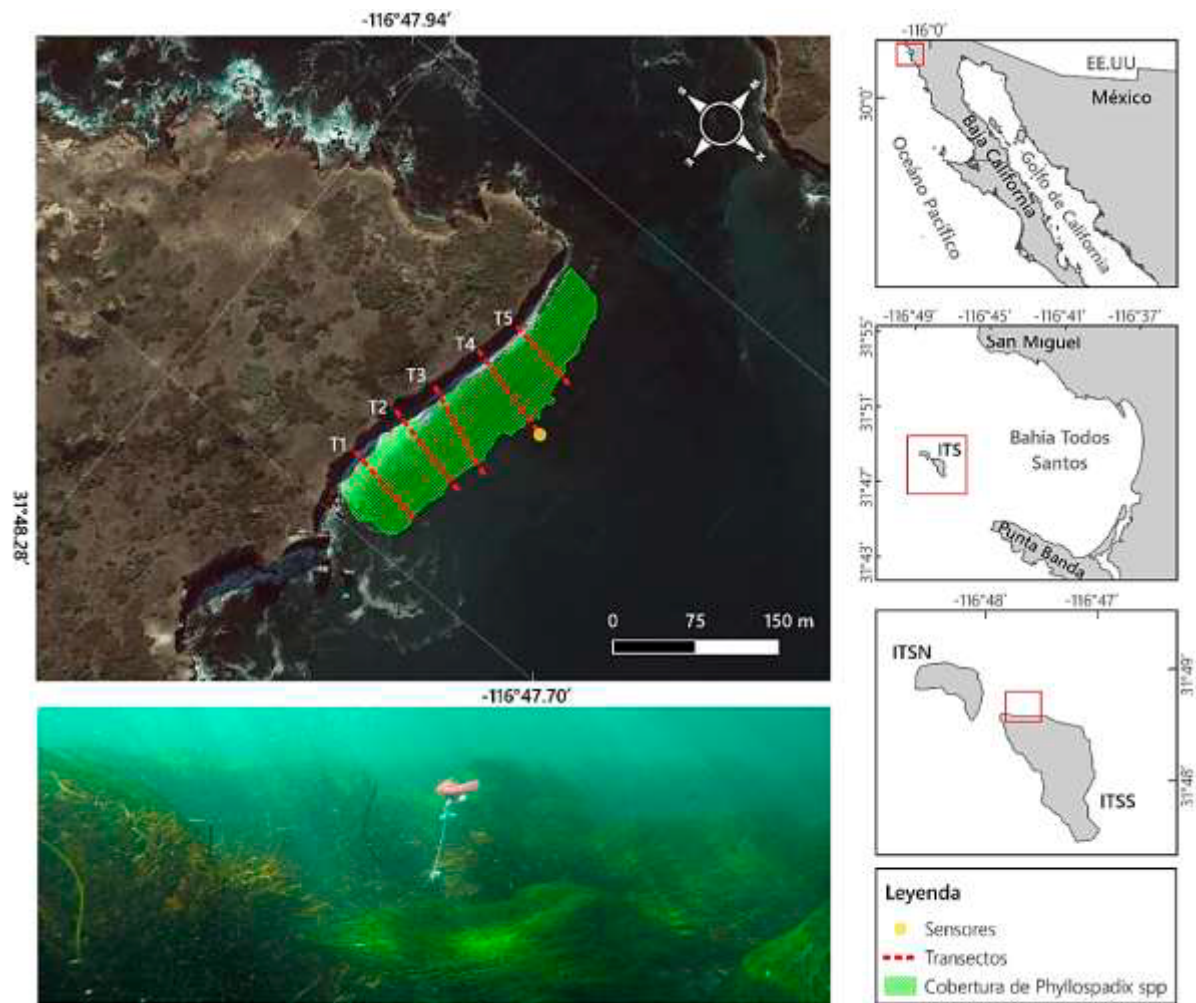 -116°47.94′
T5
T4
T3
T2
T1
31°48.28′
0 75 150 m
-116°47.70′
-116°0′
30°0′
EE.UU
México
Baja California
Golfo de California
Océano Pacífico
-116°49 -116°45 -116°41 -116°37
31°55
31°51
31°47
31°43
San Miguel
ITS
Bahía Todos
Santos
Punta Banda
-116°48′ -116°47
ITSN
31°49′
31°48′
ITSS
Leyenda
Sensores
Transectos
Cobertura de Phyllospadix spp